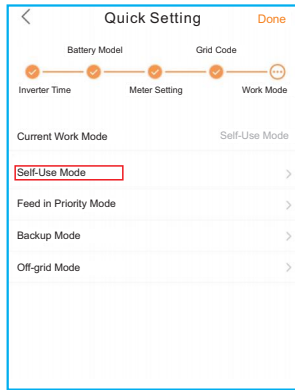 Quick Setting Done
Battery Model Grid Code
Inverter Time Meter Setting Work Mode
Current Work Mode Self-Use Mode
Self-Use Mode
Feed in Priority Mode
Backup Mode
Off-grid Mode